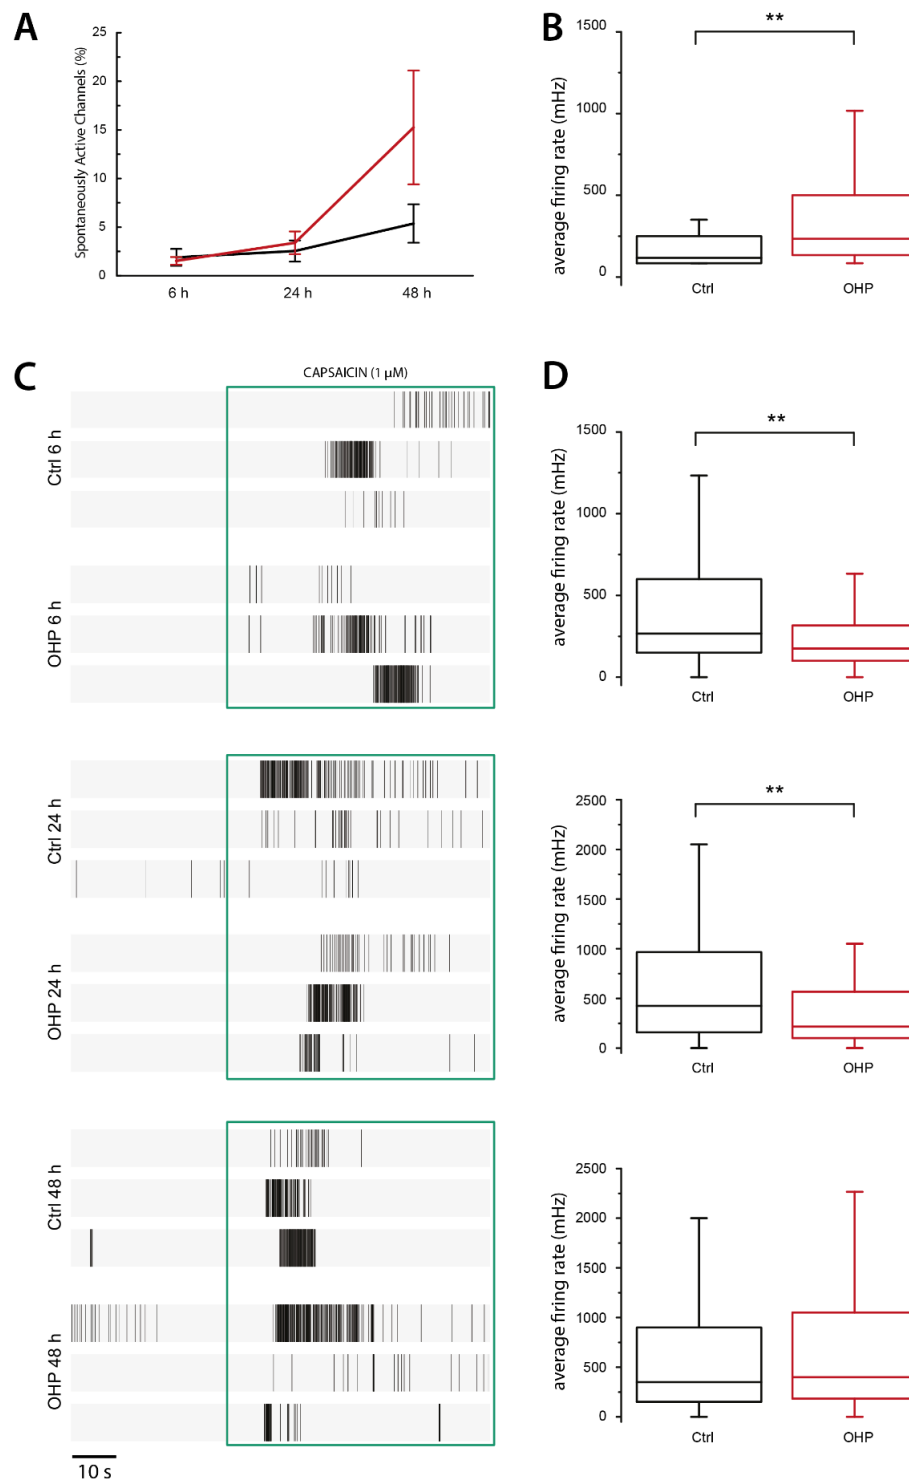 A
Spontaneously Active Channels (%)
25
20
15
10
5
0
6 h
24 h
48 h
B
average firing rate (mHz)
1500
1000
500
0
**
Ctrl
OHP
C
CAPSAICIN (1 µM)
Ctrl 6 h
OHP 6 h
Ctrl 24 h
OHP 24 h
Ctrl 48 h
OHP 48 h
10 s
D
average firing rate (mHz)
1500
1000
500
0
**
Ctrl
OHP
average firing rate (mHz)
2500
2000
1500
1000
500
0
**
Ctrl
OHP
average firing rate (mHz)
2500
2000
1500
1000
500
0
Ctrl
OHP